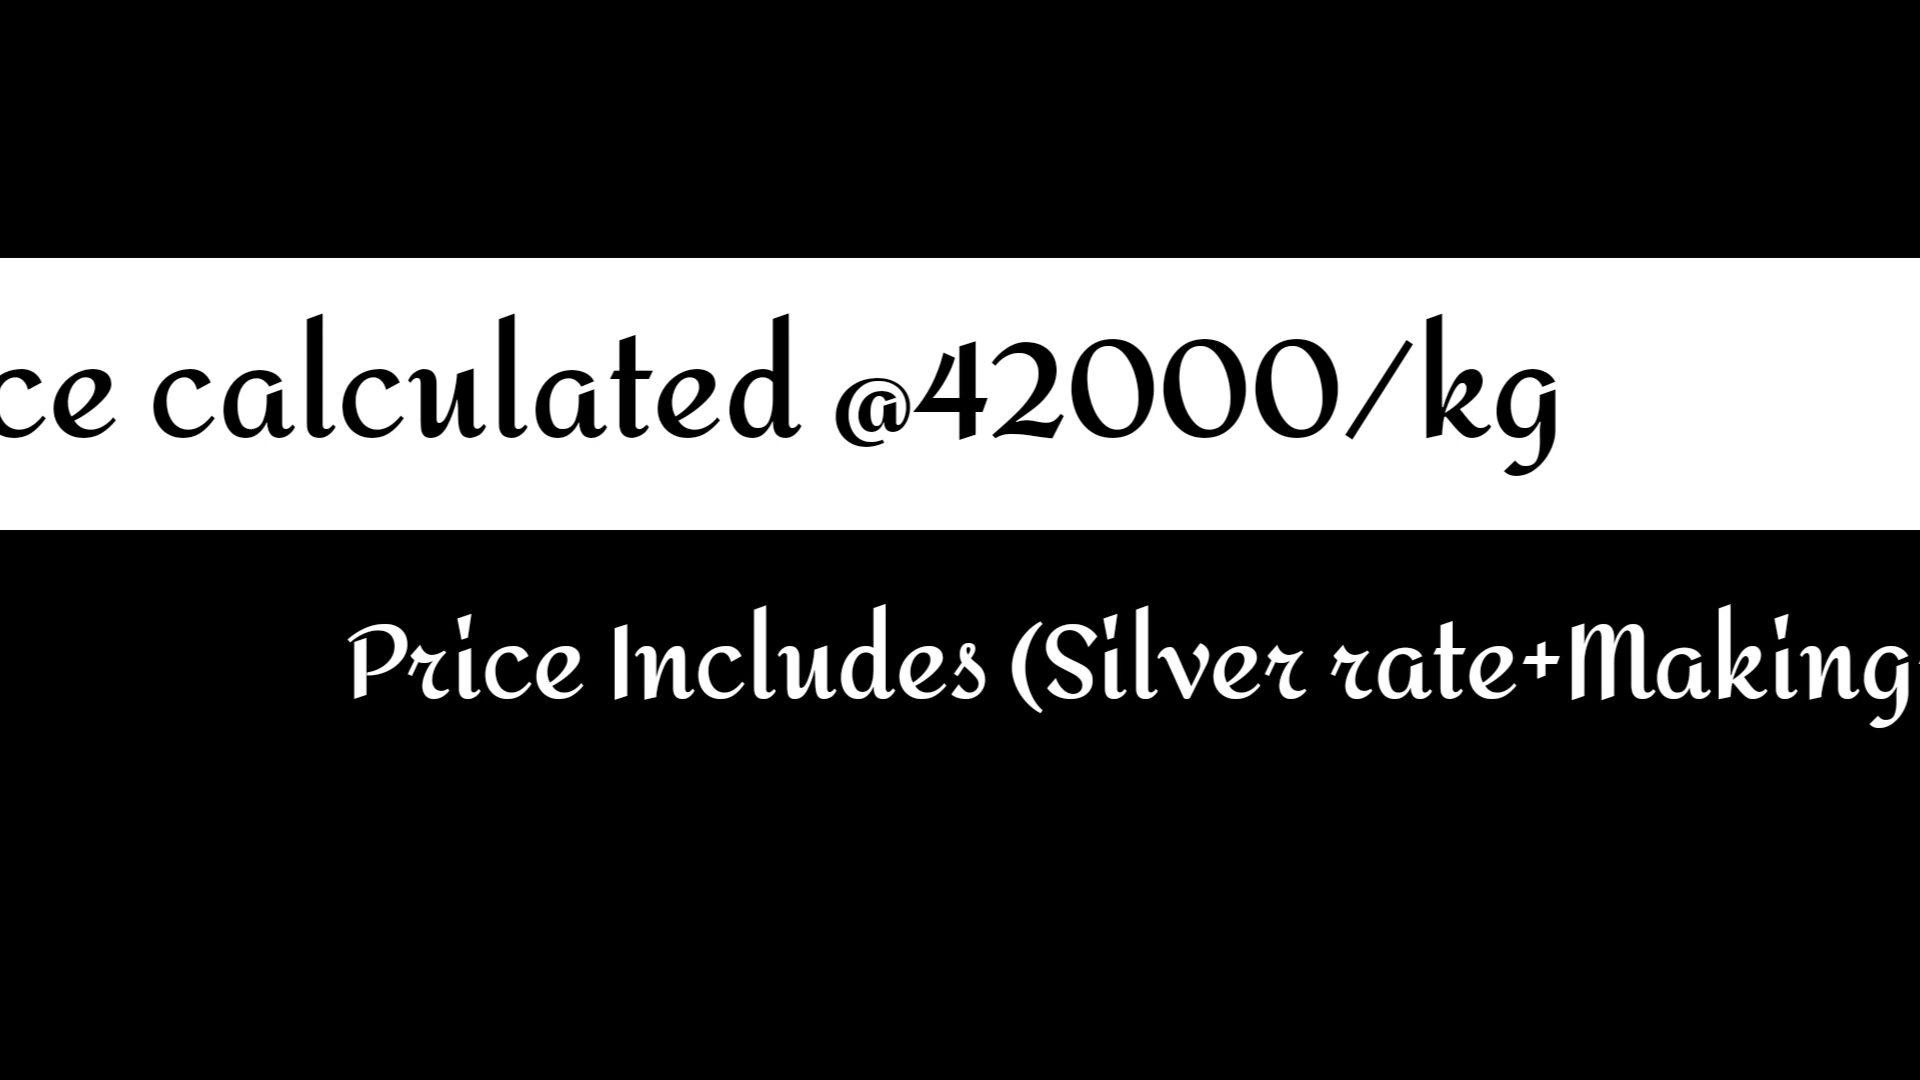 ce calculated @42000/kg
Price Includes (Silver rate+Making